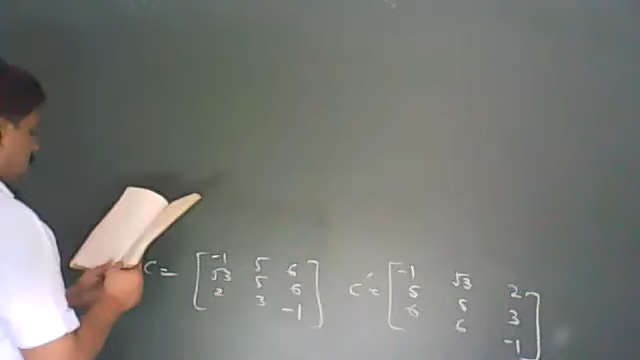 C = [ -1 5 6
√3 5 6
2 3 -1 ]
C' = [ -1 √3 2
5 5 3
6 6 -1 ]